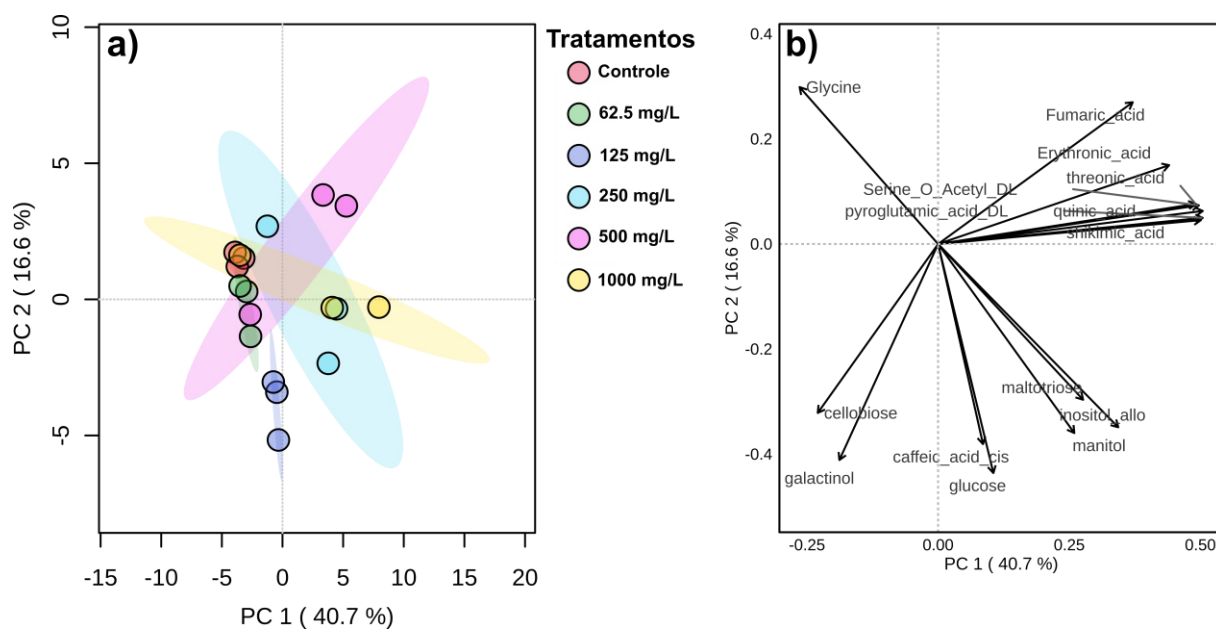 a)
10
5
0
-5
-15
-10
-5
0
5
10
15
20
PC 2 ( 16.6 %)
PC 1 ( 40.7 %)
Tratamentos
Controle
62.5 mg/L
125 mg/L
250 mg/L
500 mg/L
1000 mg/L
b)
0.4
0.2
0.0
-0.2
-0.4
-0.25
0.00
0.25
0.50
PC 2 ( 16.6 %)
PC 1 ( 40.7 %)
Glycine
Fumaric_acid
Erythronic_acid
threonic_acid
Serine_O_Acetyl_DL
pyroglutamic_acid_DL
quinic_acid
shikimic_acid
maltotriose
cellobiose
inositol_allo
manitol
caffeic_acid_cis
galactinol
glucose